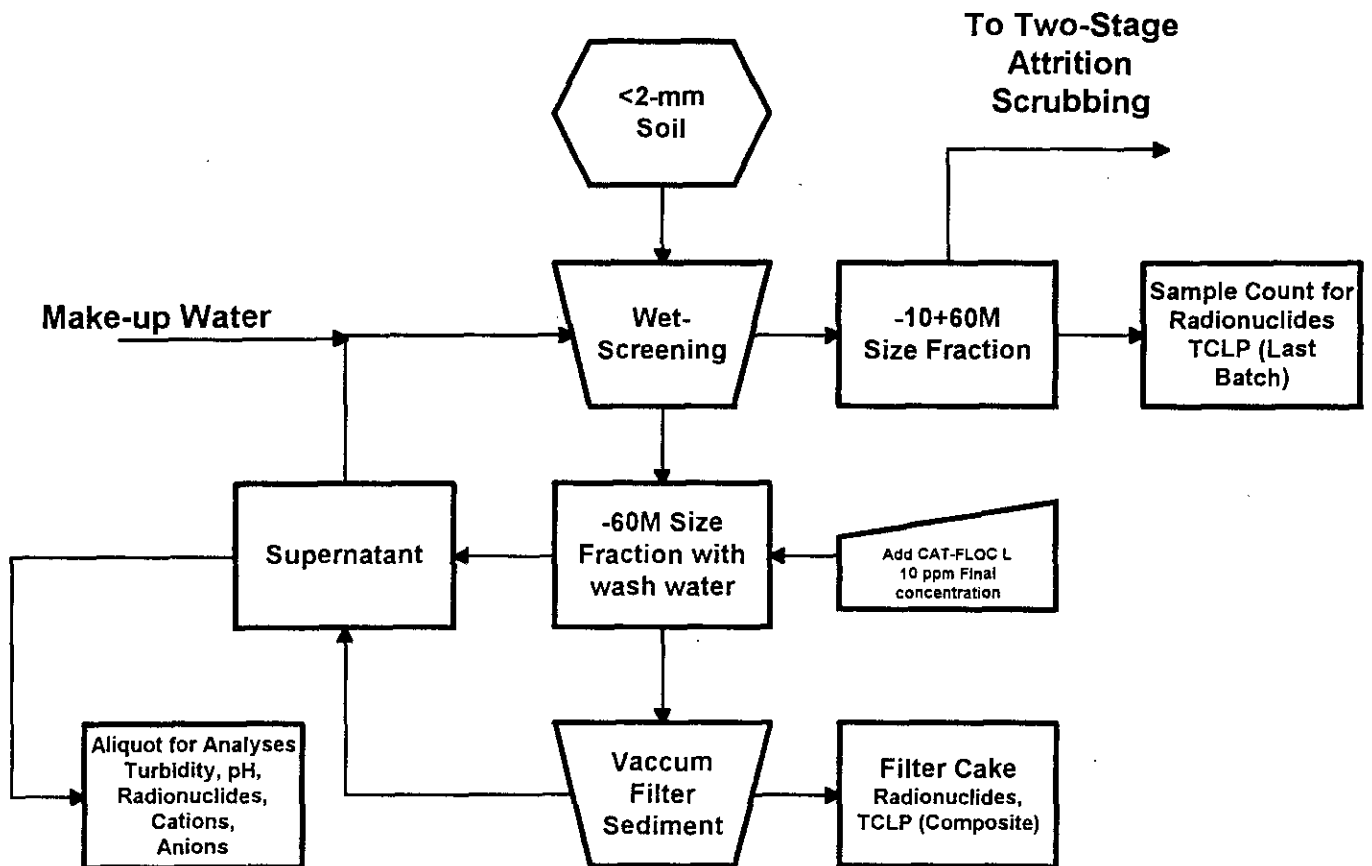 To Two-Stage
Attrition
Scrubbing
<2-mm
Soil
Make-up Water
Wet-
Screening
-10+60M
Size Fraction
Sample Count for
Radionuclides
TCLP (Last
Batch)
Supernatant
-60M Size
Fraction with
wash water
Add CAT-FLOC L
10 ppm Final
concentration
Aliquot for Analyses
Turbidity, pH,
Radionuclides,
Cations,
Anions
Vaccum
Filter
Sediment
Filter Cake
Radionuclides,
TCLP (Composite)